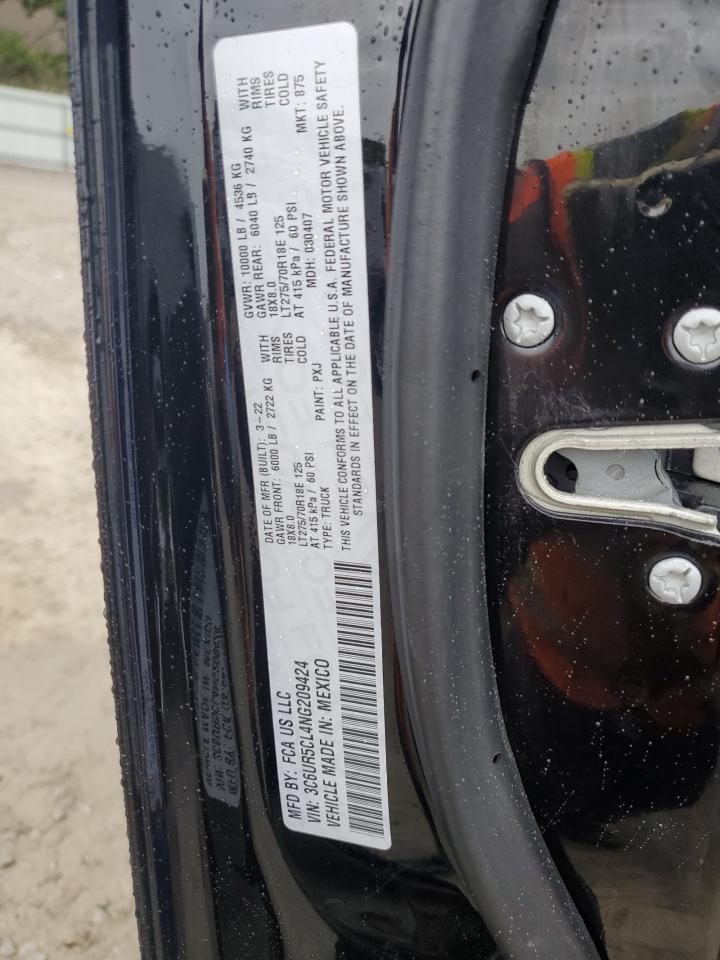 MFD BY: FCA US LLC
VIN: 3C6UR5CL4NG209424
VEHICLE MADE IN: MEXICO
DATE OF MFR (BUILT): 3-22
GAWR FRONT: 6000 LB / 2722 KG
18X8.0
LT275/70R18E 125
AT 415 kPa / 60 PSI
TYPE: TRUCK
WITH
RIMS
TIRES
COLD
PAINT: PXJ
GVWR: 10000 LB / 4536 KG
GAWR REAR: 6040 LB / 2740 KG
18X8.0
LT275/70R18E 125
AT 415 kPa / 60 PSI
MDH: 030407
WITH
RIMS
TIRES
COLD
MKT: 875
THIS VEHICLE CONFORMS TO ALL APPLICABLE U.S.A. FEDERAL MOTOR VEHICLE SAFETY
STANDARDS IN EFFECT ON THE DATE OF MANUFACTURE SHOWN ABOVE.